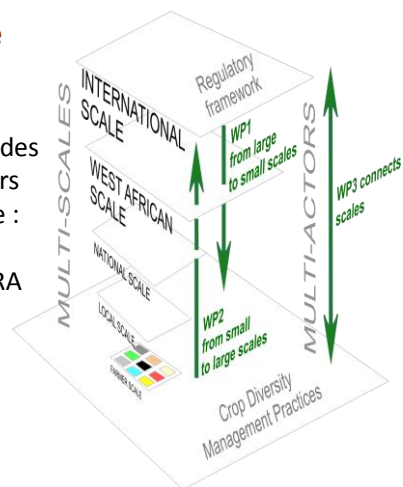 e
des
rs
e :
RA
MULTI-SCALES
INTERNATIONAL
SCALE
WEST AFRICAN
SCALE
NATIONAL SCALE
LOCAL SCALE
FARMER SCALE
Regulatory
framework
WP1
from large
to small scales
WP2
from small
to large scales
MULTI-ACTORS
WP3 connects
scales
Crop Diversity
Management Practices